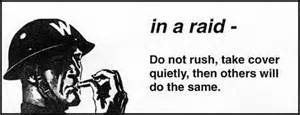 W
in a raid -
Do not rush, take cover
quietly, then others will
do the same.